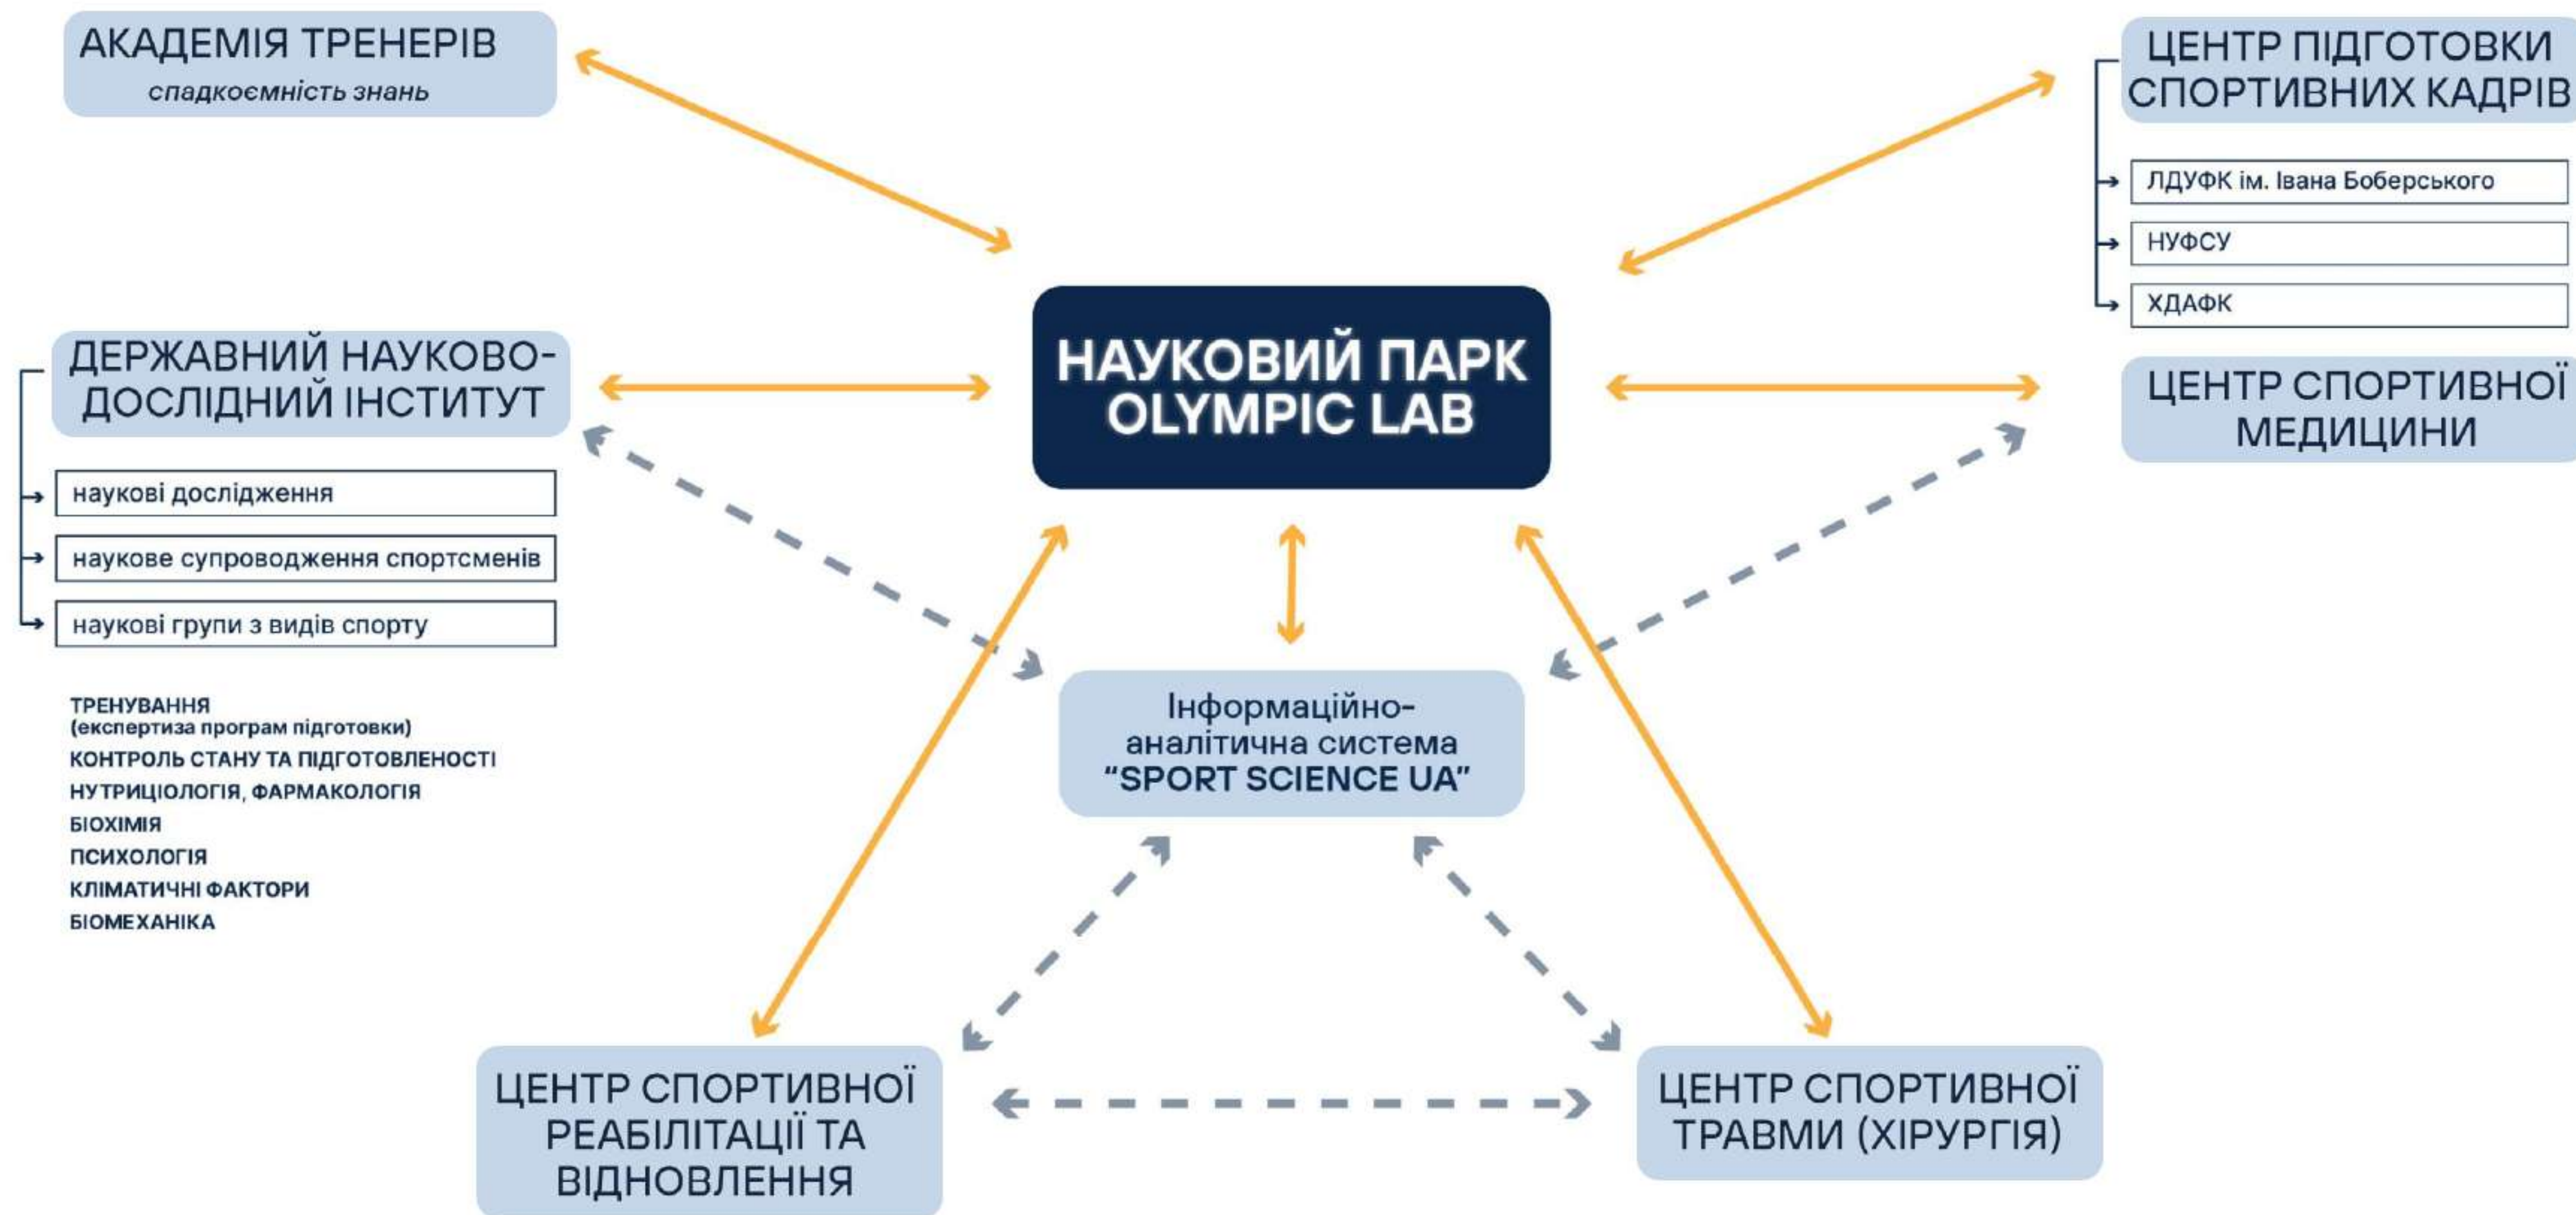 АКАДЕМІЯ ТРЕНЕРІВ
спадкоємність знань
ЦЕНТР ПІДГОТОВКИ
СПОРТИВНИХ КАДРІВ
ЛДУФК ім. Івана Боберського
НУФСУ
ХДАФК
НАУКОВИЙ ПАРК
OLYMPIC LAB
ДЕРЖАВНИЙ НАУКОВО-
ДОСЛІДНИЙ ІНСТИТУТ
наукові дослідження
наукове супроводження спортсменів
наукові групи з видів спорту
ТРЕНУВАННЯ
(експертиза програм підготовки)
КОНТРОЛЬ СТАНУ ТА ПІДГОТОВЛЕНОСТІ
НУТРИЦІОЛОГІЯ, ФАРМАКОЛОГІЯ
БІОХІМІЯ
ПСИХОЛОГІЯ
КЛІМАТИЧНІ ФАКТОРИ
БІОМЕХАНІКА
ЦЕНТР СПОРТИВНОЇ
МЕДИЦИНИ
Інформаційно-
аналітична система
“SPORT SCIENCE UA”
ЦЕНТР СПОРТИВНОЇ
РЕАБІЛІТАЦІЇ ТА
ВІДНОВЛЕННЯ
ЦЕНТР СПОРТИВНОЇ
ТРАВМИ (ХІРУРГІЯ)